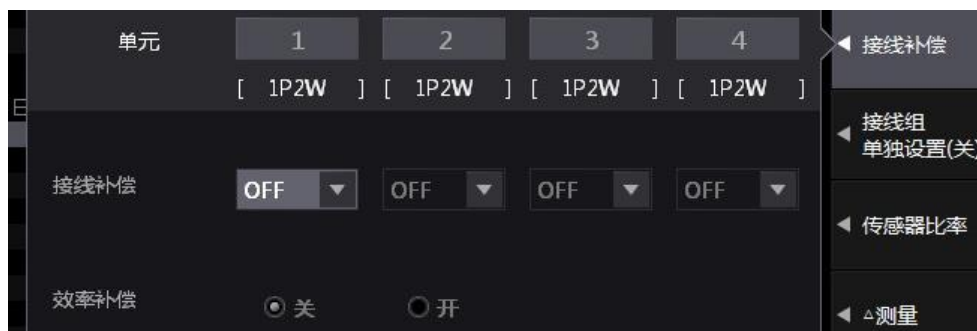 单元 1 2 3 4
[ 1P2W ] [ 1P2W ] [ 1P2W ] [ 1P2W ]
接线补偿 OFF OFF OFF OFF
效率补偿 关 开
接线补偿
接线组
单独设置(关)
传感器比率
△测量